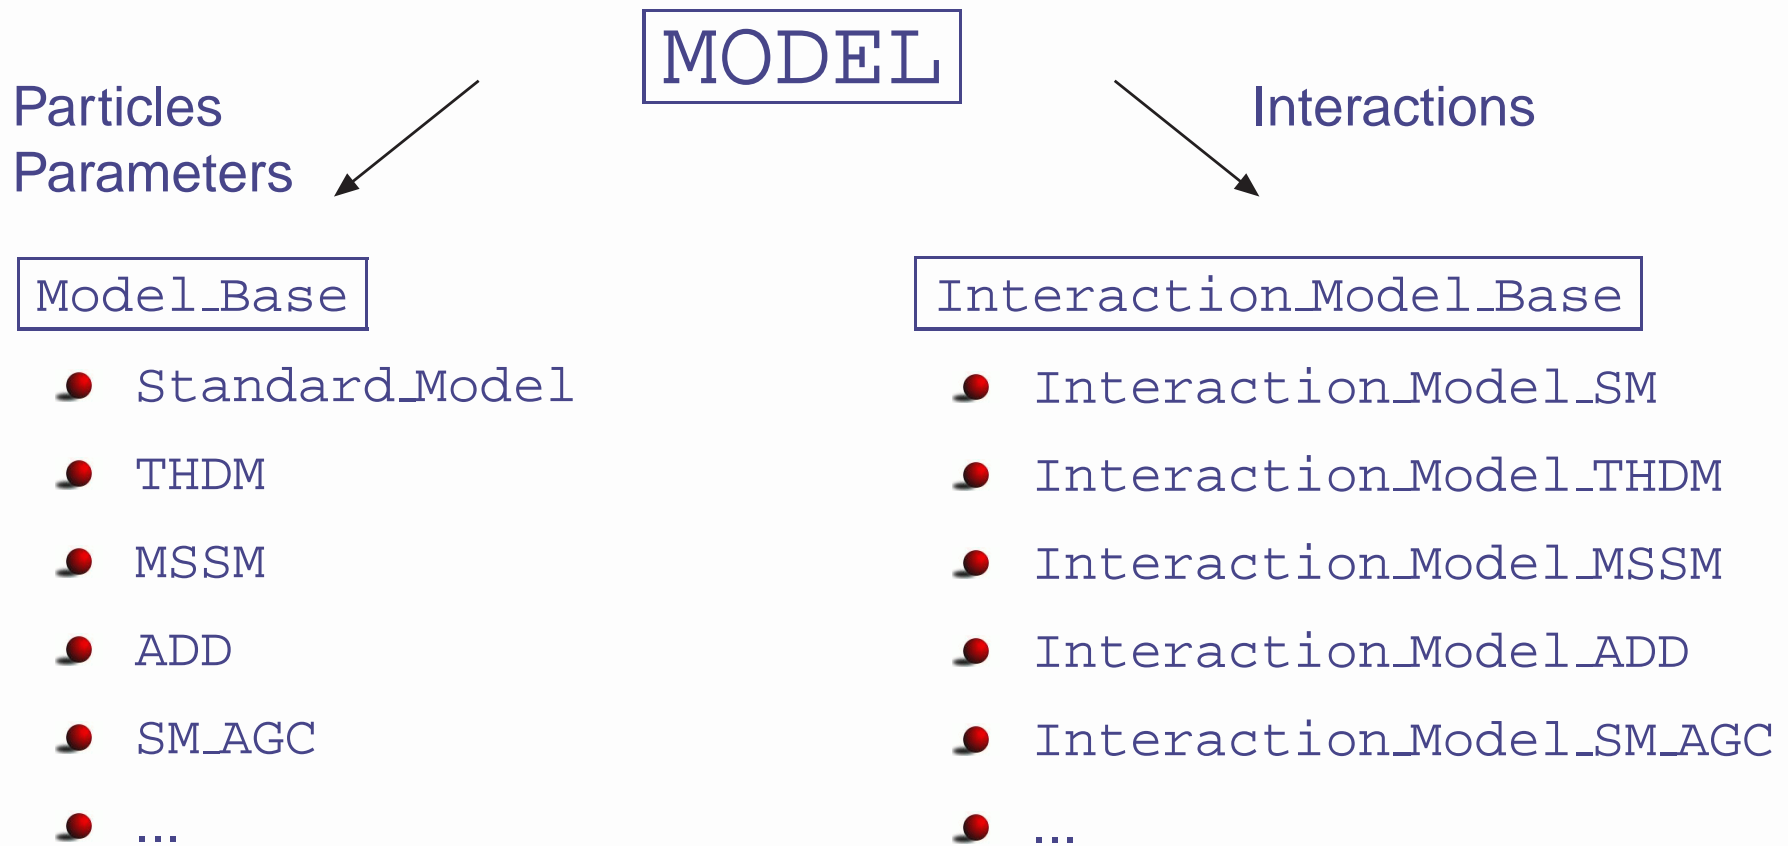 MODEL
Particles
Parameters
Interactions
Model_Base
Standard_Model
THDM
MSSM
ADD
SM_AGC
...
Interaction_Model_Base
Interaction_Model_SM
Interaction_Model_THDM
Interaction_Model_MSSM
Interaction_Model_ADD
Interaction_Model_SM_AGC
...